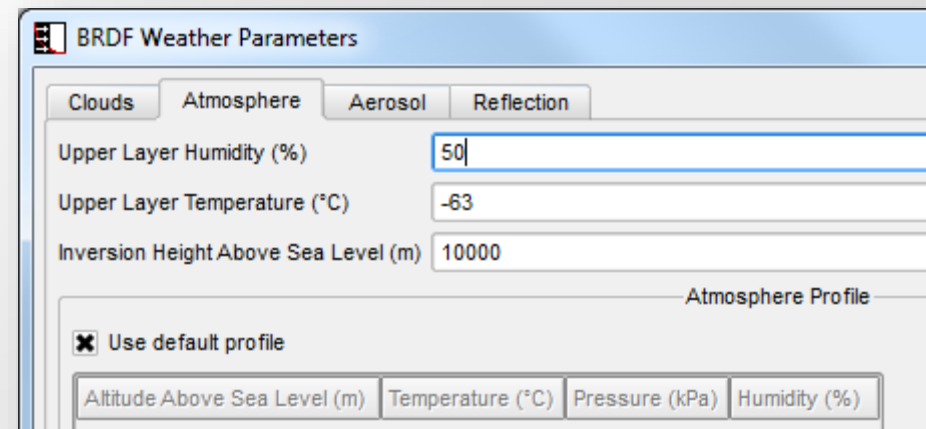 BRDF Weather Parameters
Clouds Atmosphere Aerosol Reflection
Upper Layer Humidity (%) 50
Upper Layer Temperature (°C) -63
Inversion Height Above Sea Level (m) 10000
Atmosphere Profile
Use default profile
Altitude Above Sea Level (m) Temperature (°C) Pressure (kPa) Humidity (%)